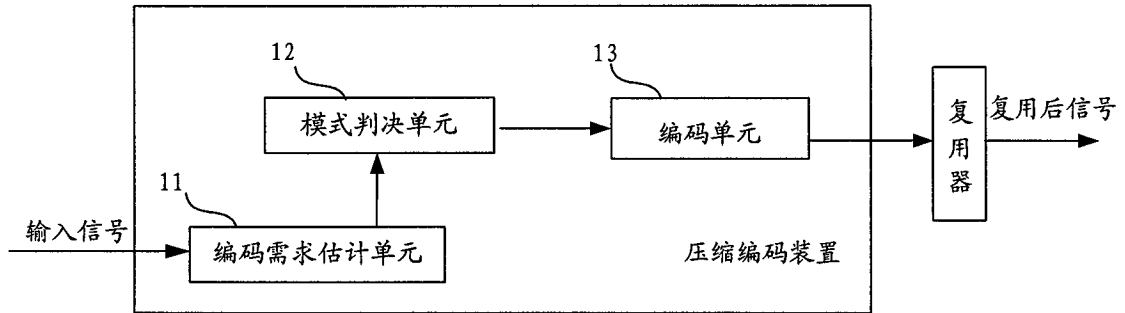 12
模式判决单元
13
编码单元
复用器
复用后信号
11
输入信号
编码需求估计单元
压缩编码装置